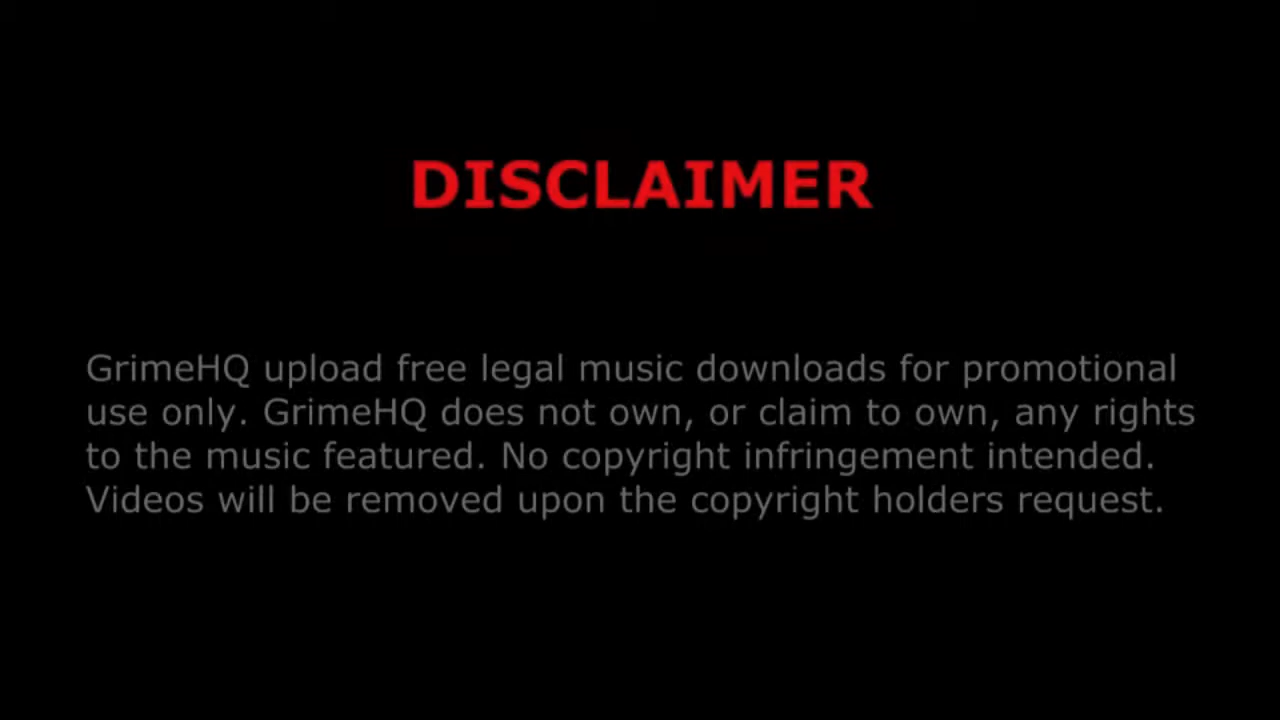 DISCLAIMER
GrimeHQ upload free legal music downloads for promotional
use only. GrimeHQ does not own, or claim to own, any rights
to the music featured. No copyright infringement intended.
Videos will be removed upon the copyright holders request.